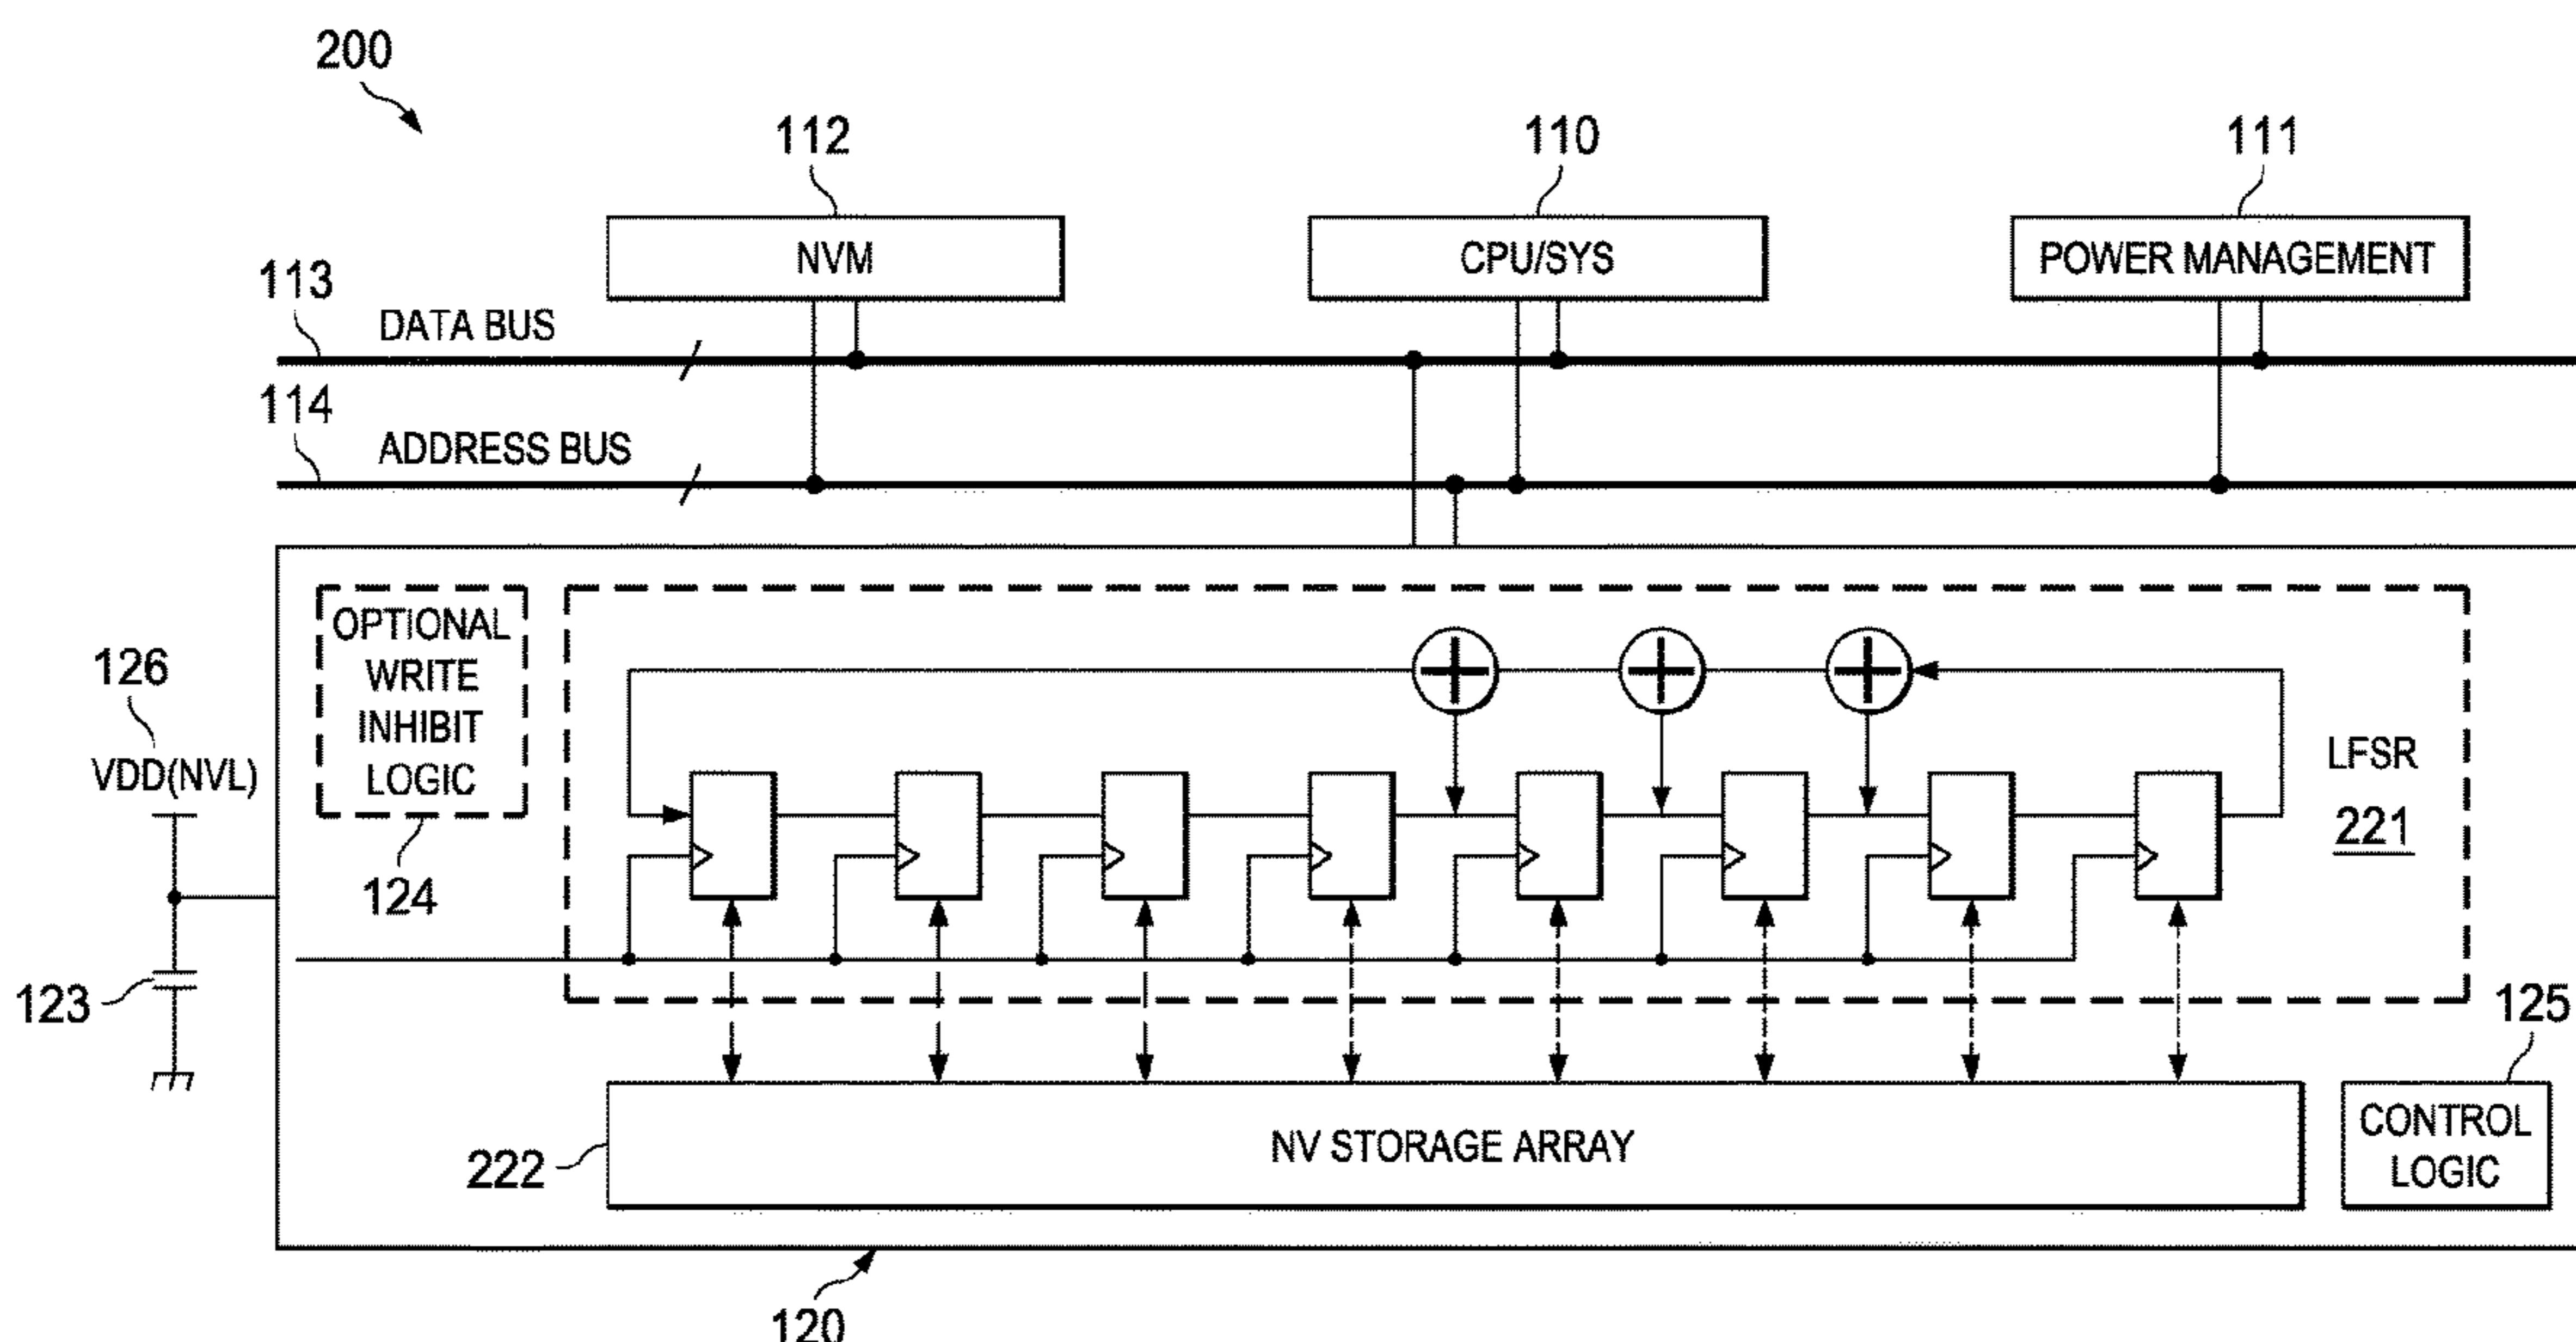 200
112
110
111
NVM
CPU/SYS
POWER MANAGEMENT
113
DATA BUS
114
ADDRESS BUS
OPTIONAL
WRITE
INHIBIT
LOGIC
124
126
VDD(NVL)
123
LFSR
221
125
CONTROL
LOGIC
NV STORAGE ARRAY
222
120